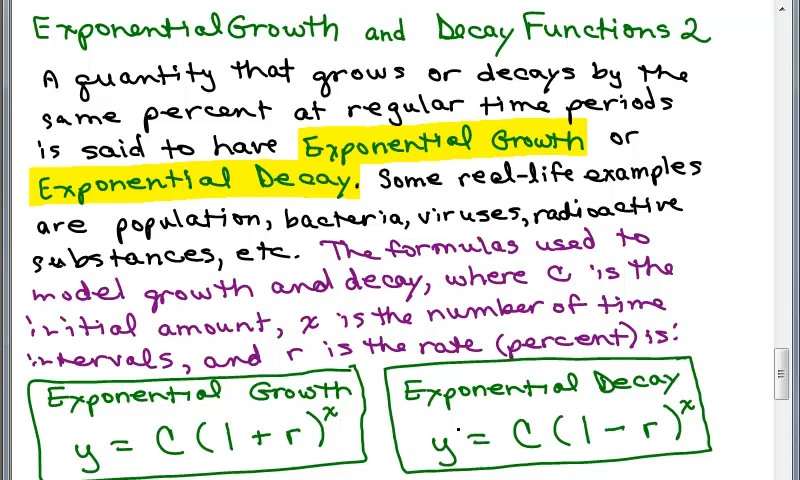 Exponential Growth and Decay Functions 2
A quantity that grows or decays by the
same percent at regular time periods
is said to have Exponential Growth or
Exponential Decay. Some real-life examples
are population, bacteria, viruses, radioactive
substances, etc. The formulas used to
model growth and decay, where C is the
initial amount, x is the number of time
intervals, and r is the rate (percent) is:
Exponential Growth
y = C(1+r)^x
Exponential Decay
y = C(1-r)^x